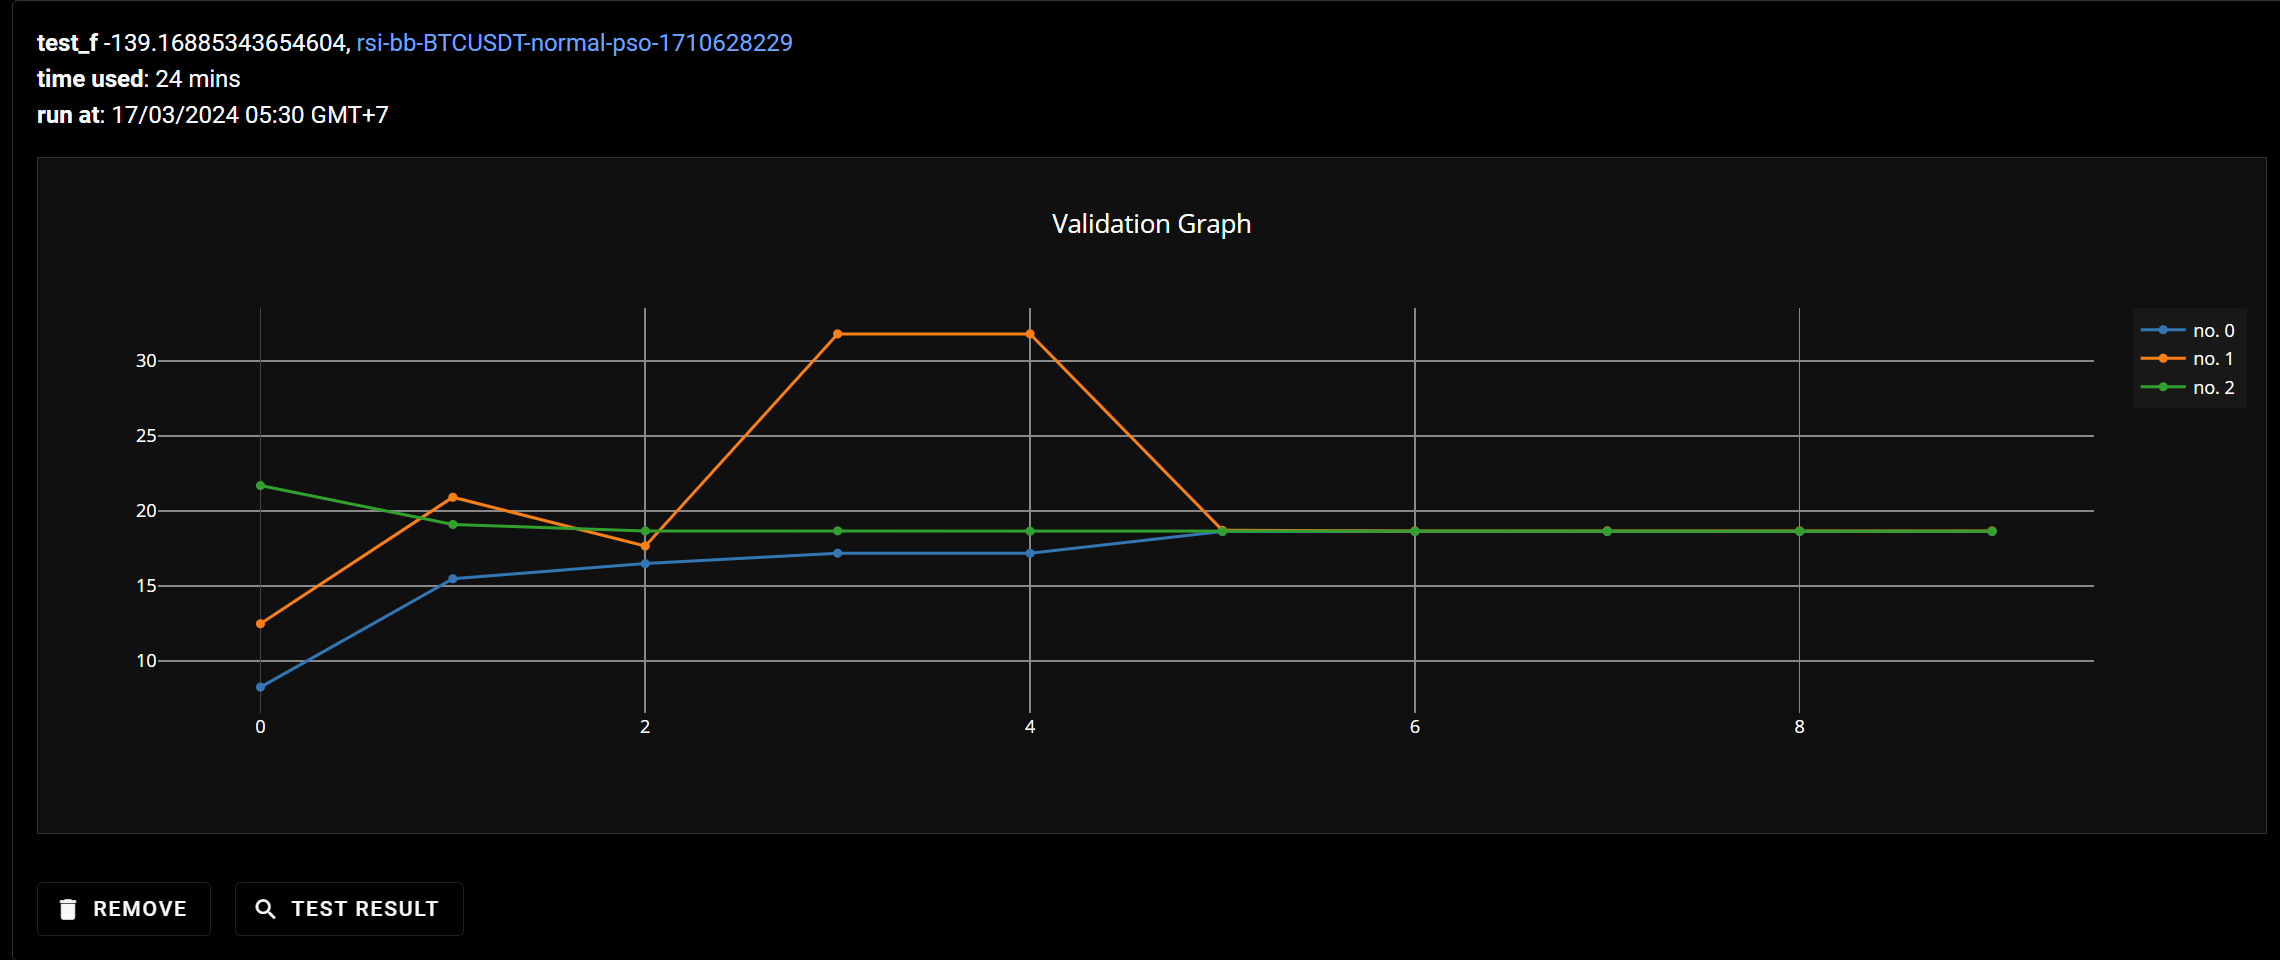 test_f -139.16885343654604, rsi-bb-BTCUSDT-normal-pso-1710628229
time used: 24 mins
run at: 17/03/2024 05:30 GMT+7
Validation Graph
30
25
20
15
10
0 2 4 6 8
no. 0
no. 1
no. 2
REMOVE
TEST RESULT